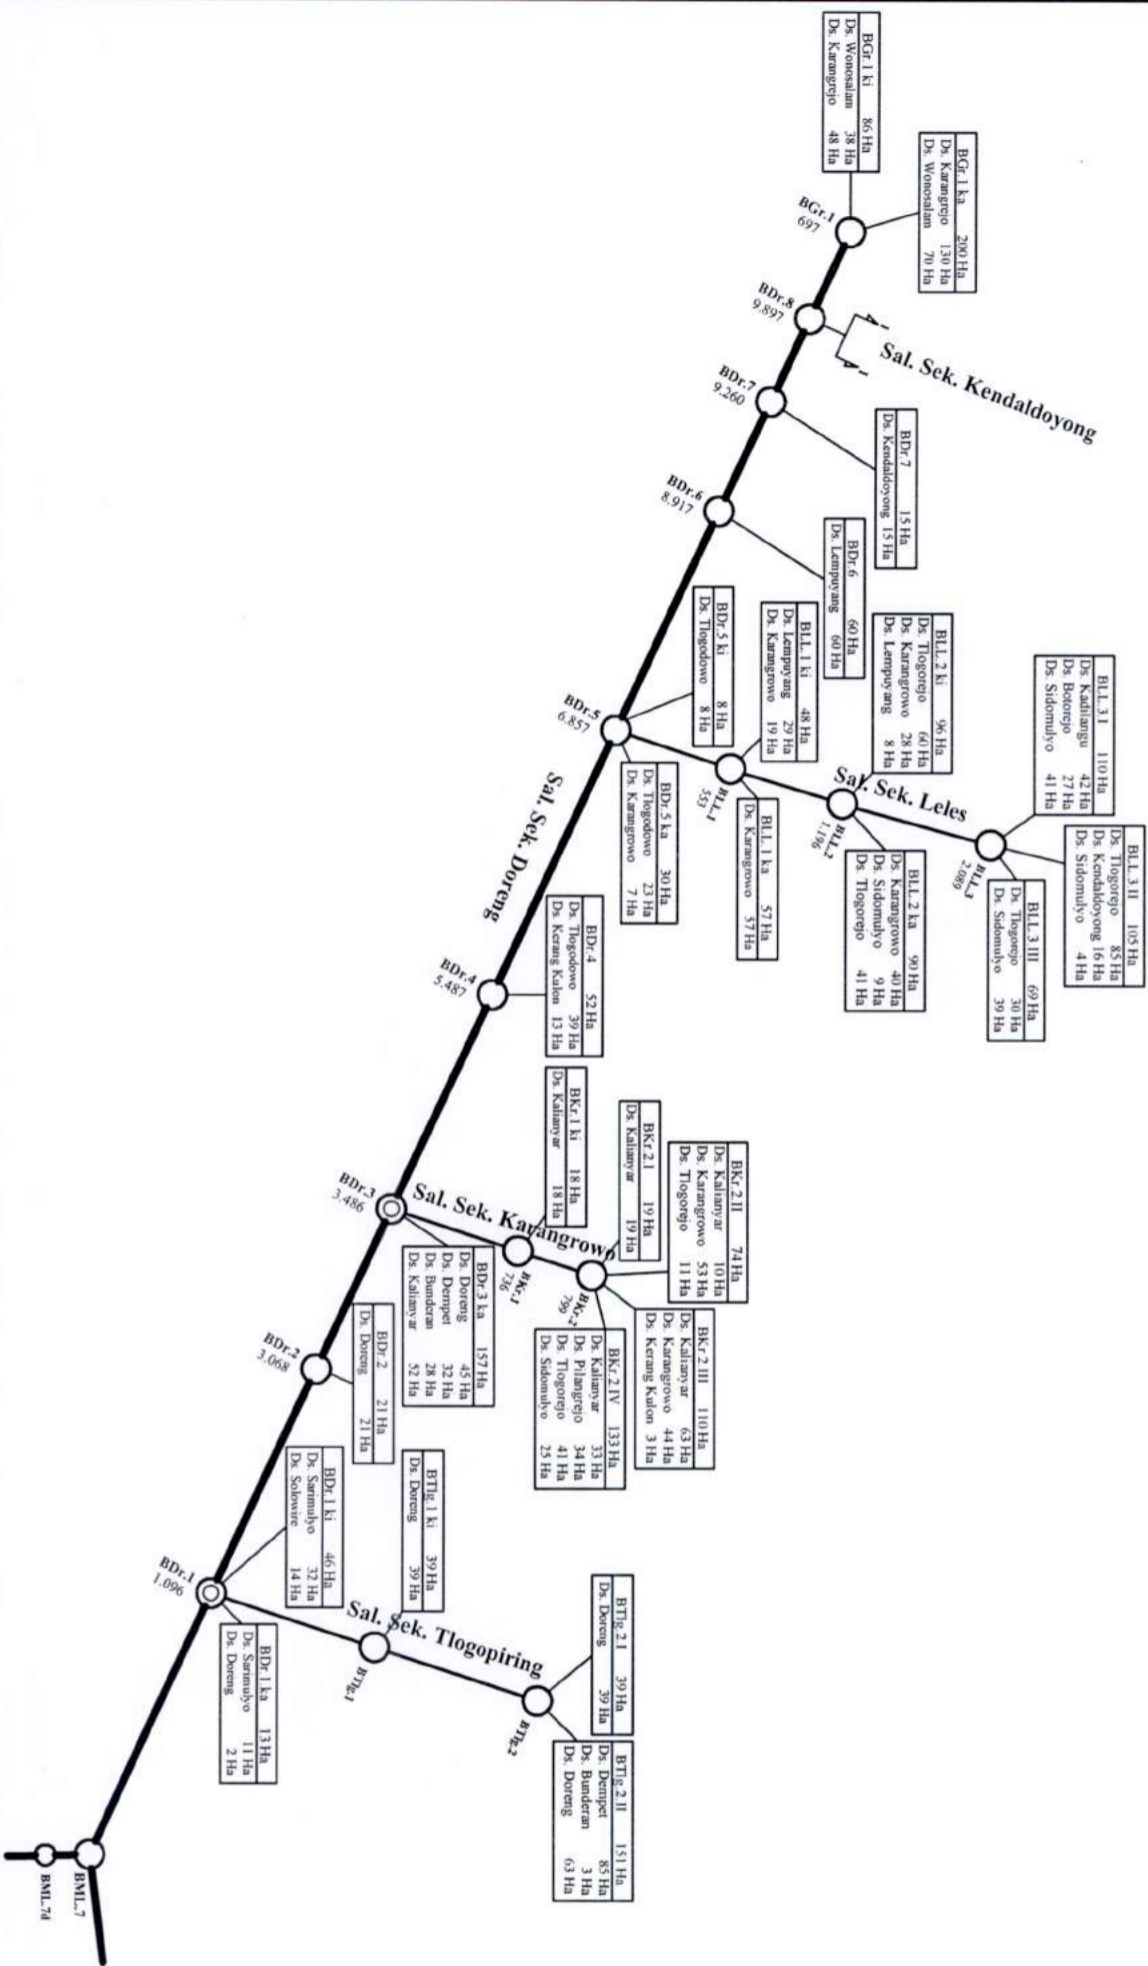 BGr.1 ki 86 Ha
Ds. Wonosalam 38 Ha
Ds. Karangrejo 48 Ha
BGr.1 ka 200 Ha
Ds. Karangrejo 130 Ha
Ds. Wonosalam 70 Ha
BGr.1
697
BDr.8
9.897
Sal. Sek. Kendaldoyong
BDr.7
9.260
BDr.7 15 Ha
Ds. Kendaldoyong 15 Ha
BDr.6
8.917
BDr.6 60 Ha
Ds. Lempuyang 60 Ha
BDr.5 ki 8 Ha
Ds. Tlogodowo 8 Ha
BDr.5
6.857
BDr.5 ka 30 Ha
Ds. Tlogodowo 23 Ha
Ds. Karangrowo 7 Ha
BLL.1 ki 48 Ha
Ds. Lempuyang 29 Ha
Ds. Karangrowo 19 Ha
BLL.1
553
BLL.1 ka 57 Ha
Ds. Karangrowo 57 Ha
BLL.2 ki 96 Ha
Ds. Tlogorejo 60 Ha
Ds. Karangrowo 28 Ha
Ds. Lempuyang 8 Ha
Sal. Sek. Leles
BLL.2
1.196
BLL.2 ka 90 Ha
Ds. Karangrowo 40 Ha
Ds. Sidomulyo 9 Ha
Ds. Tlogorejo 41 Ha
BLL.3 I 110 Ha
Ds. Kadilangu 42 Ha
Ds. Botorejo 27 Ha
Ds. Sidomulyo 41 Ha
BLL.3
2.089
BLL.3 II 105 Ha
Ds. Tlogorejo 85 Ha
Ds. Kendaldoyong 16 Ha
Ds. Sidomulyo 4 Ha
BLL.3 III 69 Ha
Ds. Tlogorejo 30 Ha
Ds. Sidomulyo 39 Ha
Sal. Sek. Doreng
BDr.4
5.487
BDr.4 52 Ha
Ds. Tlogodowo 39 Ha
Ds. Kerang Kulon 13 Ha
BDr.3
3.486
Sal. Sek. Karangrowo
BDr.3 ka 157 Ha
Ds. Doreng 45 Ha
Ds. Dempet 32 Ha
Ds. Bunderan 28 Ha
Ds. Kalianyar 52 Ha
BKr.1 ki 18 Ha
Ds. Kalianyar 18 Ha
BKr.1
736
BKr.2 I 19 Ha
Ds. Kalianyar 19 Ha
BKr.2 II 74 Ha
Ds. Kalianyar 10 Ha
Ds. Karangrowo 53 Ha
Ds. Tlogorejo 11 Ha
BKr.2
799
BKr.2 III 110 Ha
Ds. Kalianyar 63 Ha
Ds. Karangrowo 44 Ha
Ds. Kerang Kulon 3 Ha
BKr.2 IV 133 Ha
Ds. Kalianyar 33 Ha
Ds. Pilangrejo 34 Ha
Ds. Tlogorejo 41 Ha
Ds. Sidomulyo 25 Ha
BDr.2
3.068
BDr.2 21 Ha
Ds. Doreng 21 Ha
BDr.1 ki 46 Ha
Ds. Sarimulyo 32 Ha
Ds. Solowire 14 Ha
BDr.1
1.096
BDr.1 ka 13 Ha
Ds. Sarimulyo 11 Ha
Ds. Doreng 2 Ha
Sal. Sek. Tlogopiring
BTlg.1 ki 39 Ha
Ds. Doreng 39 Ha
BTlg.1
BTlg.2 I 39 Ha
Ds. Doreng 39 Ha
BTlg.2
BTlg.2 II 151 Ha
Ds. Dempet 85 Ha
Ds. Bunderan 3 Ha
Ds. Doreng 63 Ha
BML.7
BML.7d